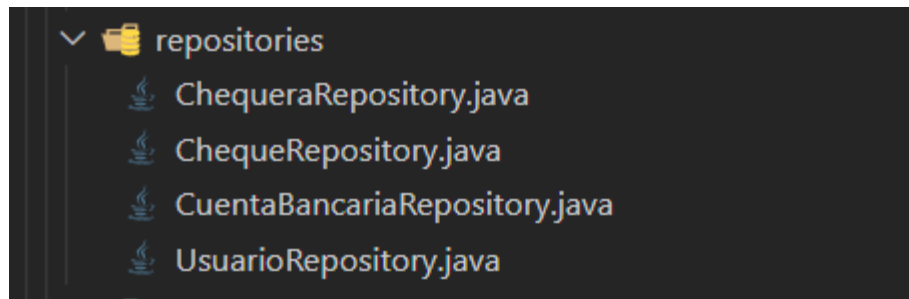 repositories
ChequeraRepository.java
ChequeRepository.java
CuentaBancariaRepository.java
UsuarioRepository.java